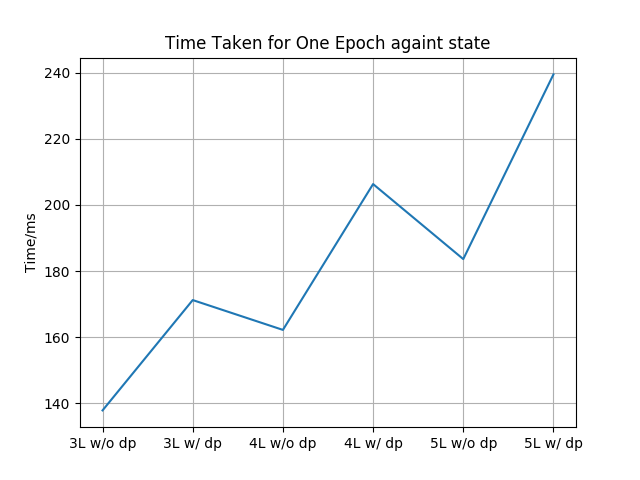 Time Taken for One Epoch againt state
240
220
200
180
160
140
Time/ms
3L w/o dp
3L w/ dp
4L w/o dp
4L w/ dp
5L w/o dp
5L w/ dp